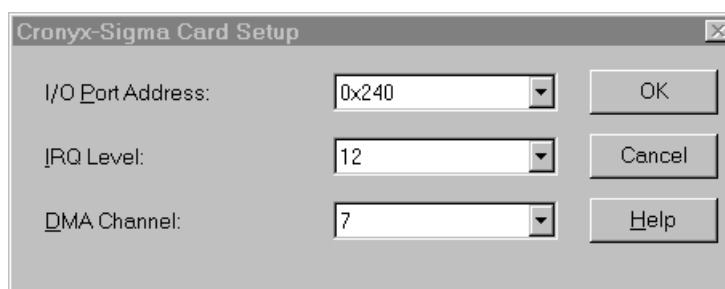 Cronyx-Sigma Card Setup
I/O Port Address: 0x240 OK
IRQ Level: 12 Cancel
DMA Channel: 7 Help